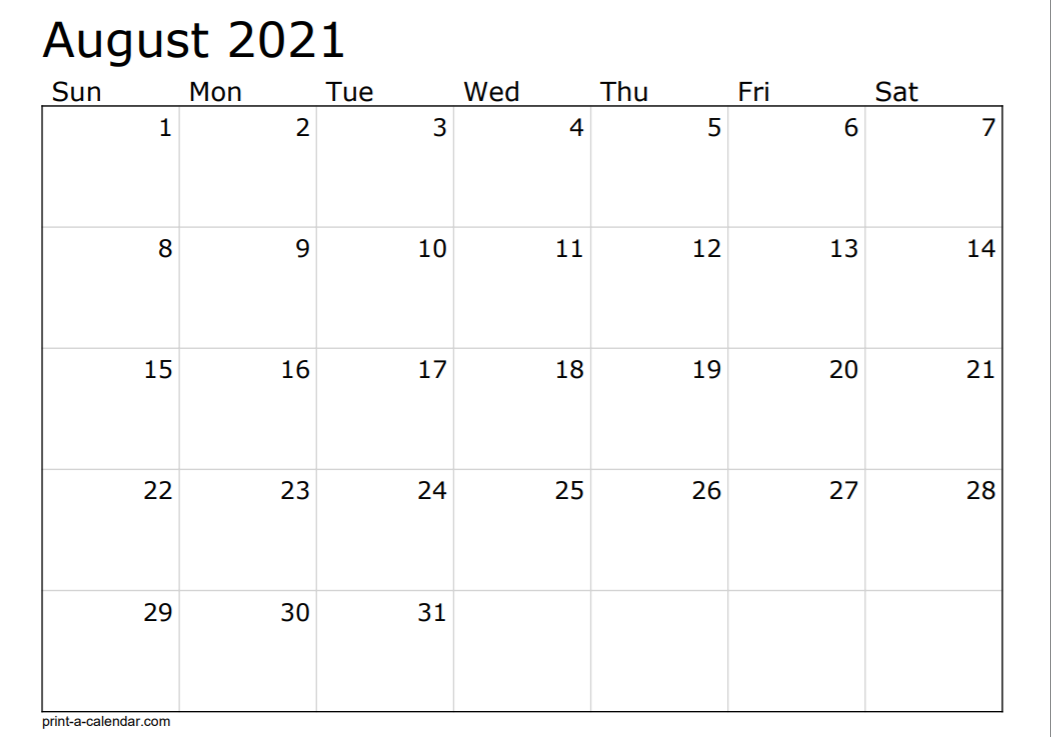 August 2021
Sun Mon Tue Wed Thu Fri Sat
1 2 3 4 5 6 7
8 9 10 11 12 13 14
15 16 17 18 19 20 21
22 23 24 25 26 27 28
29 30 31
print-a-calendar.com